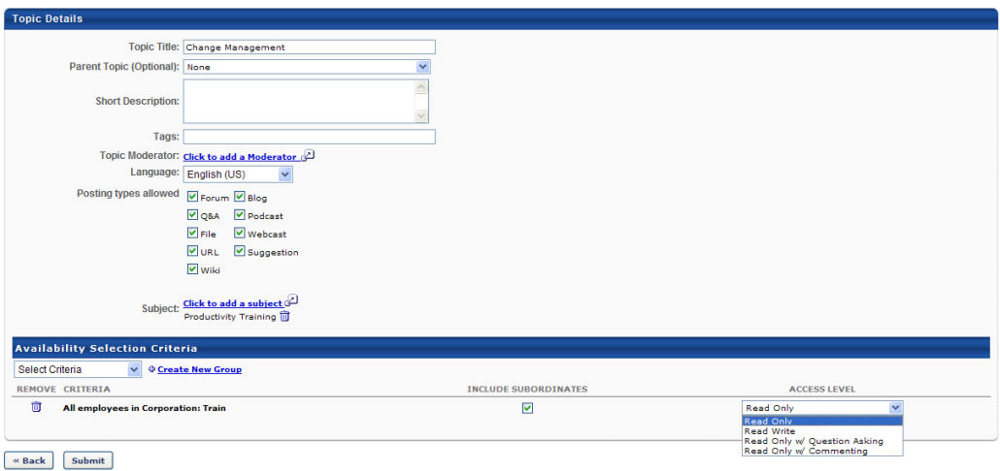 Topic Details
Topic Title: Change Management
Parent Topic (Optional): None
Short Description:
Tags:
Topic Moderator: Click to add a Moderator
Language: English (US)
Posting types allowed
Forum Blog
Q&A Podcast
File Webcast
URL Suggestion
Wiki
Subject: Click to add a subject
Productivity Training
Availability Selection Criteria
Select Criteria Create New Group
REMOVE CRITERIA INCLUDE SUBORDINATES ACCESS LEVEL
All employees in Corporation: Train Read Only
Read Only
Read Write
Read Only w/ Question Asking
Read Only w/ Commenting
« Back Submit